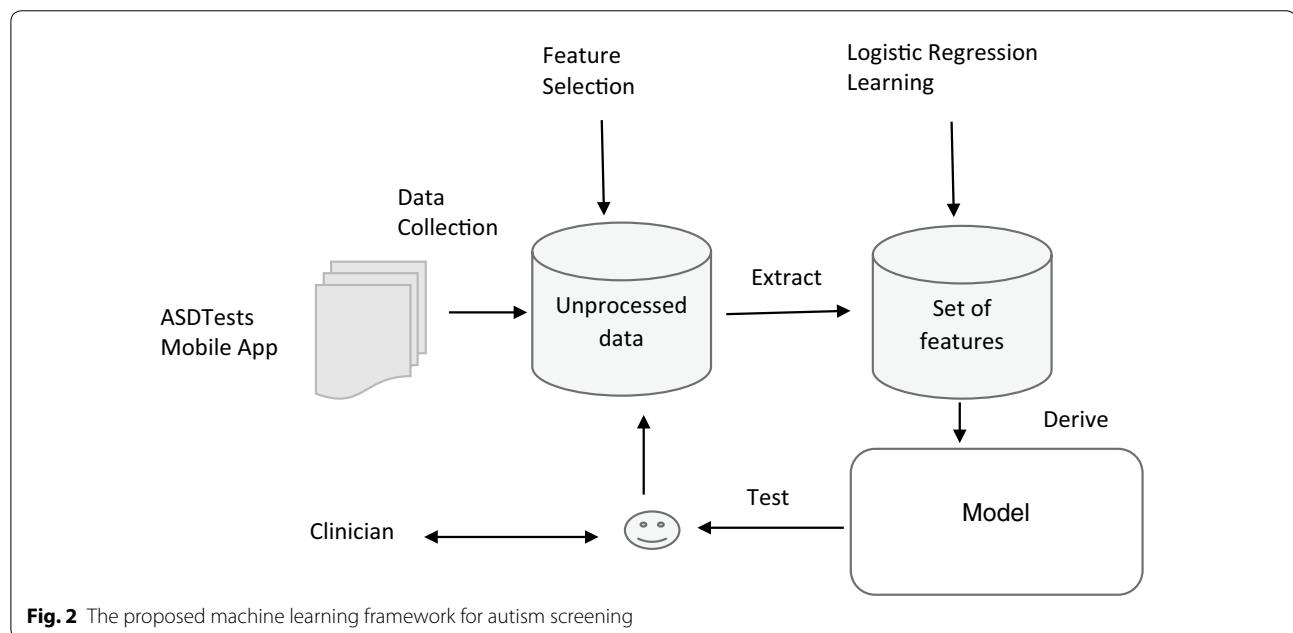 Feature
Selection
Logistic Regression
Learning
Data
Collection
ASDTests
Mobile App
Unprocessed
data
Extract
Set of
features
Derive
Clinician
Test
Model
Fig. 2 The proposed machine learning framework for autism screening